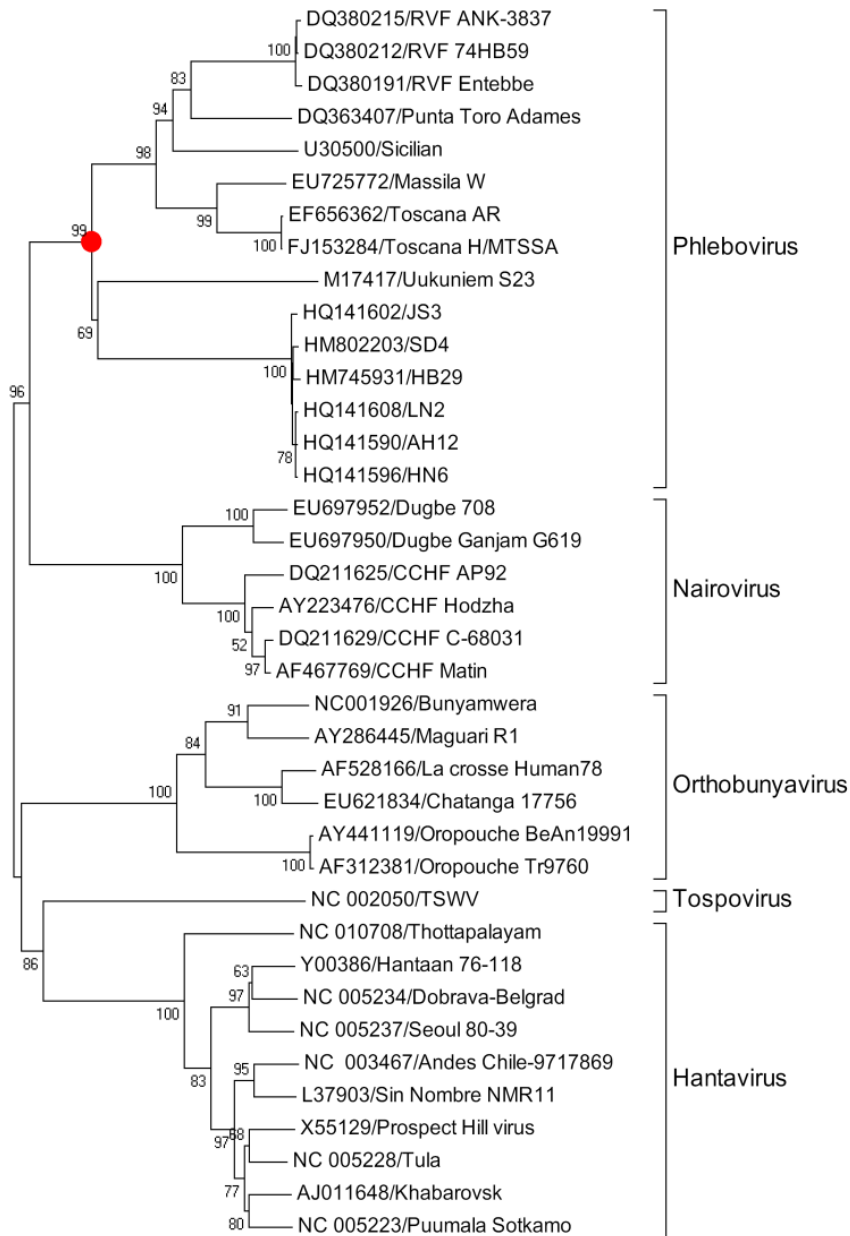 DQ380215/RVF ANK-3837
DQ380212/RVF 74HB59
100
DQ380191/RVF Entebbe
83
DQ363407/Punta Toro Adames
94
U30500/Sicilian
98
EU725772/Massila W
99
EF656362/Toscana AR
100
FJ153284/Toscana H/MTSSA
99
Phlebovirus
M17417/Uukuniem S23
69
HQ141602/JS3
HM802203/SD4
100
HM745931/HB29
HQ141608/LN2
HQ141590/AH12
78
HQ141596/HN6
96
EU697952/Dugbe 708
100
EU697950/Dugbe Ganjam G619
100
DQ211625/CCHF AP92
Nairovirus
100
AY223476/CCHF Hodzha
52
DQ211629/CCHF C-68031
97
AF467769/CCHF Matin
NC001926/Bunyamwera
91
AY286445/Maguari R1
84
AF528166/La crosse Human78
Orthobunyavirus
100
100
EU621834/Chatanga 17756
AY441119/Oropouche BeAn19991
100
AF312381/Oropouche Tr9760
NC 002050/TSWV
Tospovirus
86
NC 010708/Thottapalayam
100
Y00386/Hantaan 76-118
63
97
NC 005234/Dobrava-Belgrad
NC 005237/Seoul 80-39
83
NC 003467/Andes Chile-9717869
95
Hantavirus
L37903/Sin Nombre NMR11
97
68
X55129/Prospect Hill virus
NC 005228/Tula
77
AJ011648/Khabarovsk
80
NC 005223/Puumala Sotkamo